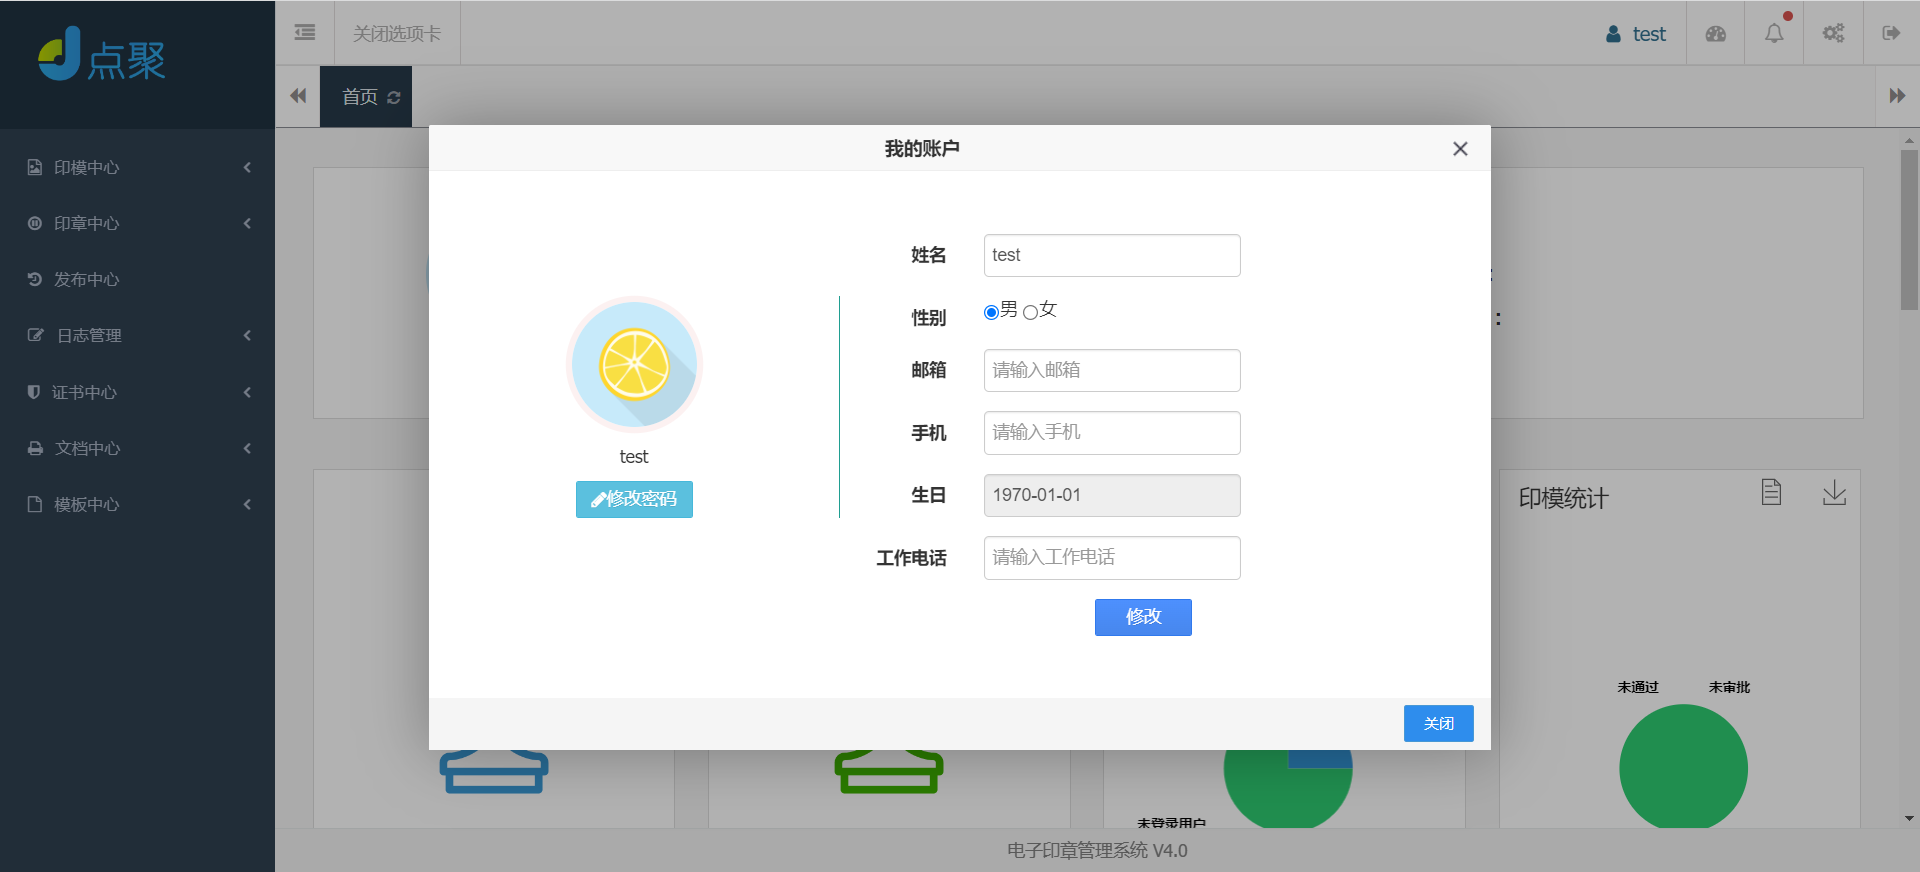 点聚
关闭选项卡
test
首页
印模中心
印章中心
发布中心
日志管理
证书中心
文档中心
模板中心
我的账户
姓名
test
性别
男 女
邮箱
请输入邮箱
手机
请输入手机
生日
1970-01-01
工作电话
请输入工作电话
test
修改密码
修改
关闭
:
印模统计
未通过
未审批
未登录用户
电子印章管理系统 V4.0